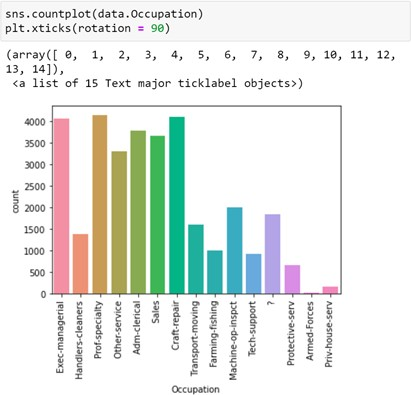 sns.countplot(data.Occupation)
plt.xticks(rotation = 90)
(array([ 0,  1,  2,  3,  4,  5,  6,  7,  8,  9, 10, 11, 12,
13, 14]),
 <a list of 15 Text major ticklabel objects>)
4000
3500
3000
2500
2000
1500
1000
500
0
count
Exec-managerial
Handlers-cleaners
Prof-specialty
Other-service
Adm-clerical
Sales
Craft-repair
Transport-moving
Farming-fishing
Machine-op-inspct
Tech-support
?
Protective-serv
Armed-Forces
Priv-house-serv
Occupation